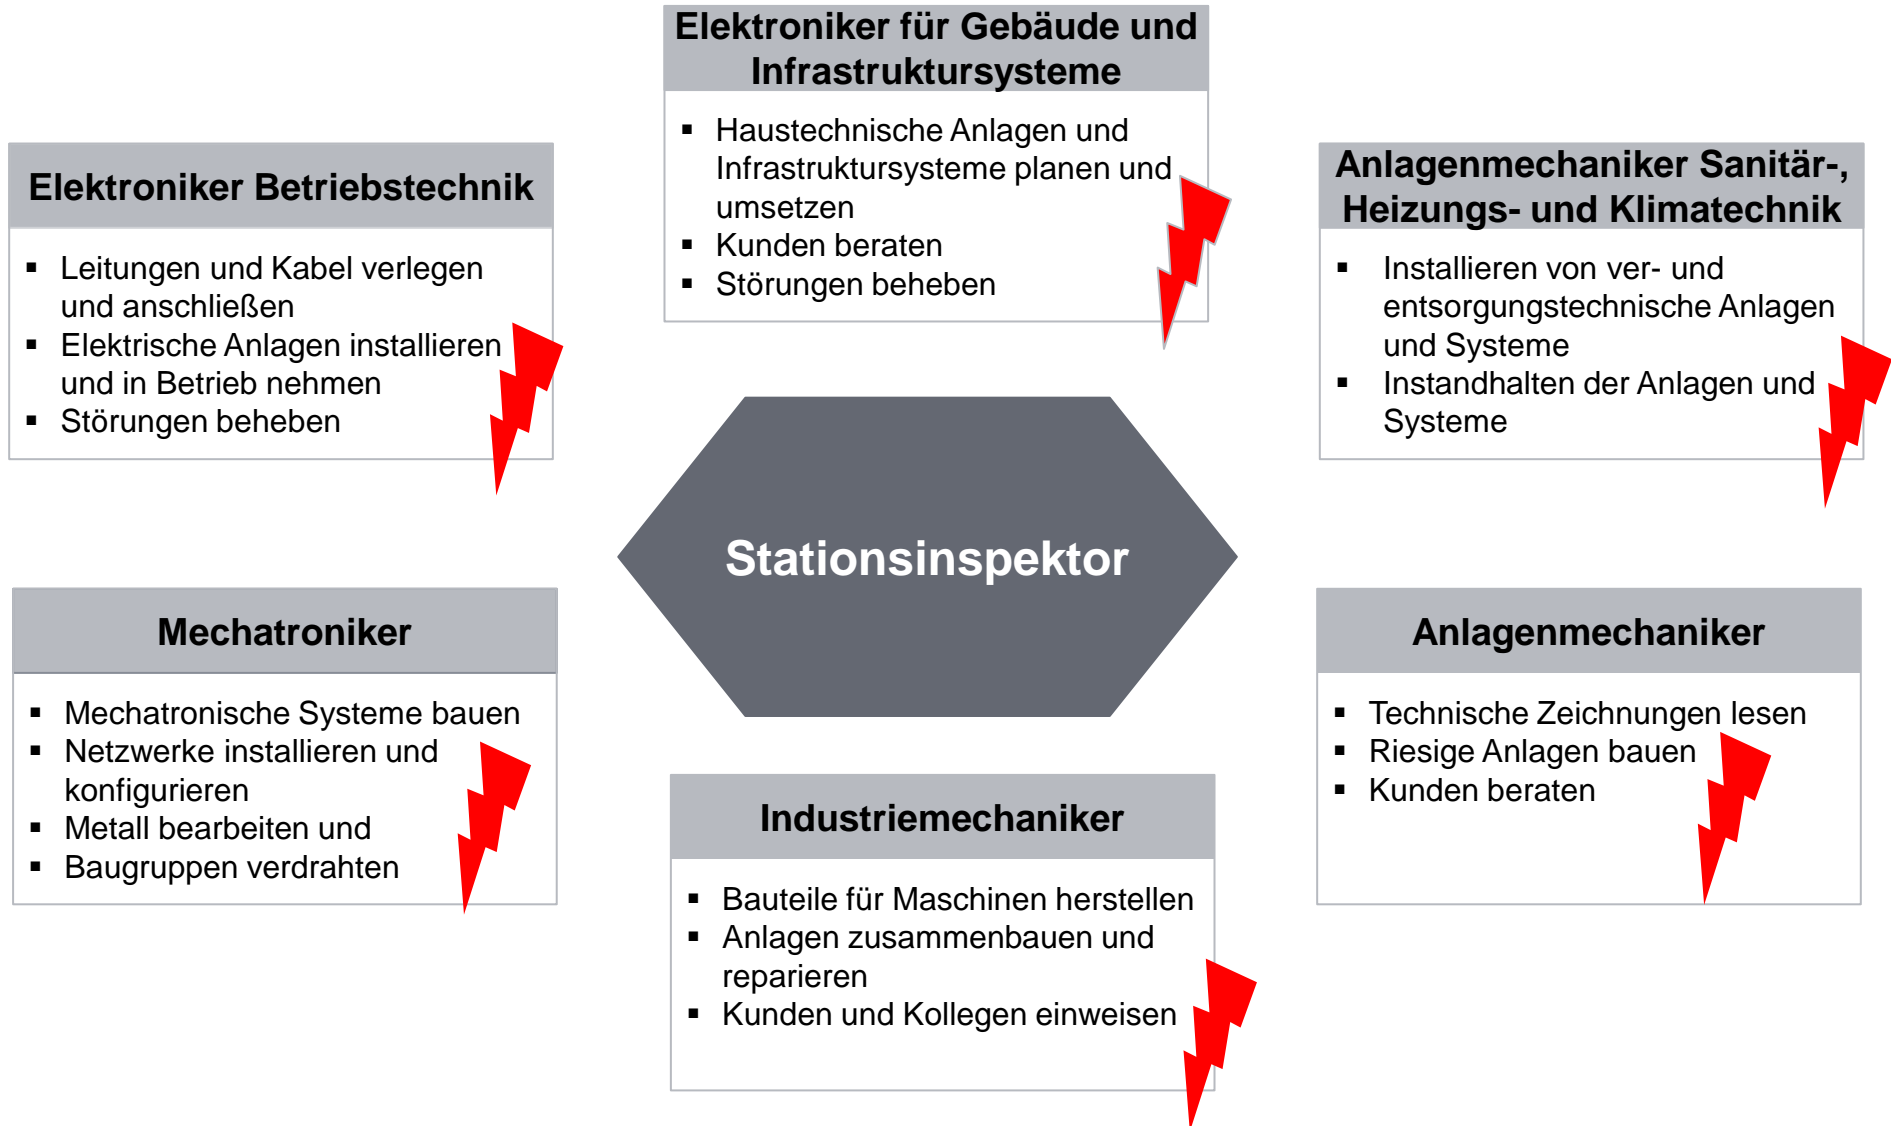 Elektroniker für Gebäude und
Infrastruktursysteme
▪ Haustechnische Anlagen und
Infrastruktursysteme planen und
umsetzen
▪ Kunden beraten
▪ Störungen beheben
Elektroniker Betriebstechnik
▪ Leitungen und Kabel verlegen
und anschließen
▪ Elektrische Anlagen installieren
und in Betrieb nehmen
▪ Störungen beheben
Anlagenmechaniker Sanitär-,
Heizungs- und Klimatechnik
▪ Installieren von ver- und
entsorgungstechnische Anlagen
und Systeme
▪ Instandhalten der Anlagen und
Systeme
Stationsinspektor
Mechatroniker
▪ Mechatronische Systeme bauen
▪ Netzwerke installieren und
konfigurieren
▪ Metall bearbeiten und
▪ Baugruppen verdrahten
Anlagenmechaniker
▪ Technische Zeichnungen lesen
▪ Riesige Anlagen bauen
▪ Kunden beraten
Industriemechaniker
▪ Bauteile für Maschinen herstellen
▪ Anlagen zusammenbauen und
reparieren
▪ Kunden und Kollegen einweisen